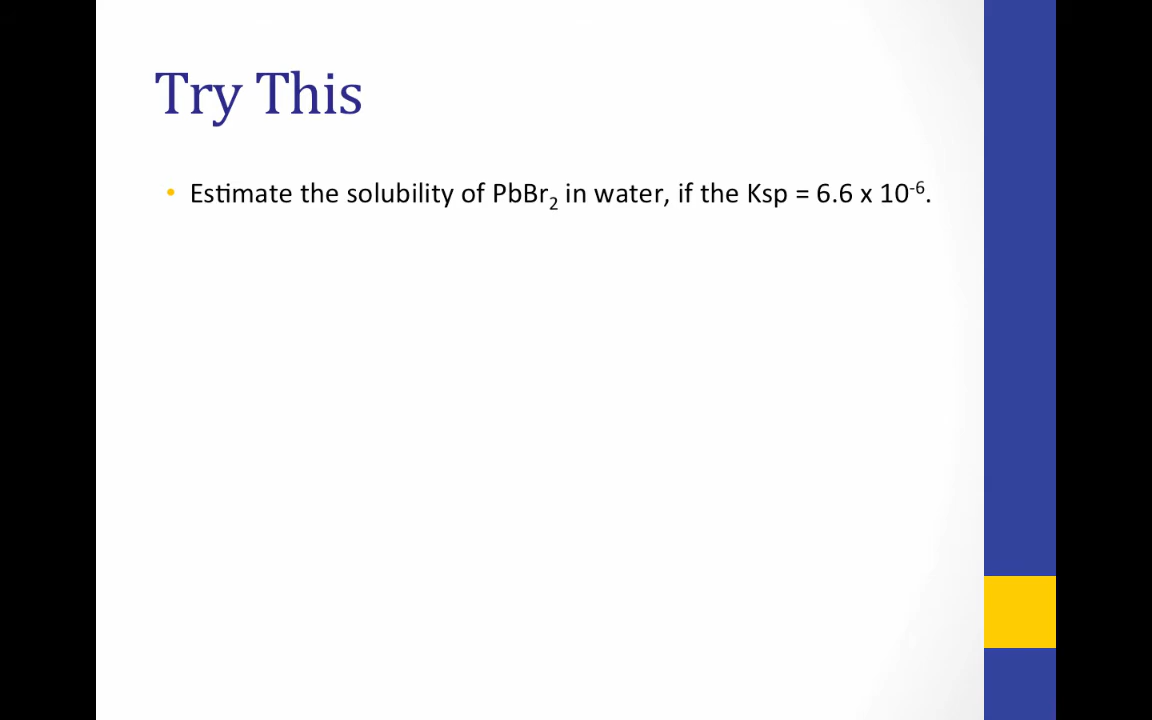 Try This
• Estimate the solubility of PbBr₂ in water, if the Ksp = 6.6 x 10⁻⁶.